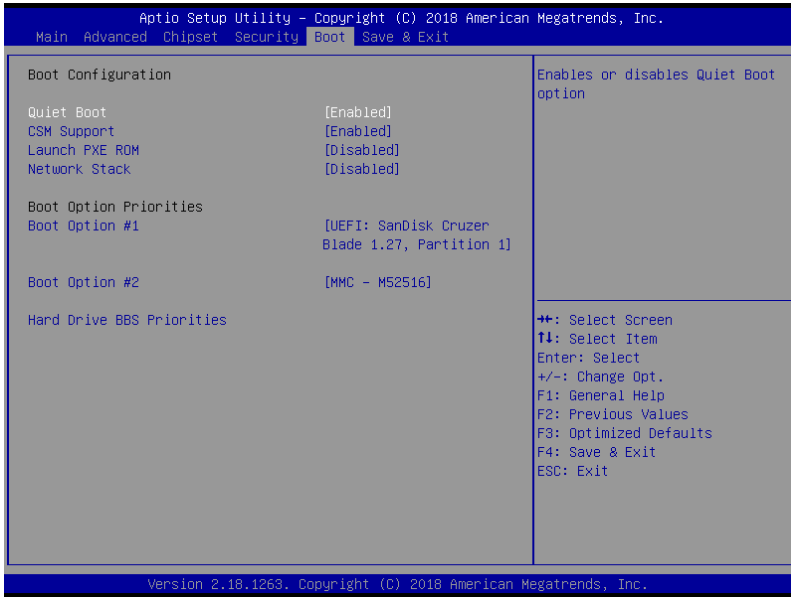 Aptio Setup Utility – Copyright (C) 2018 American Megatrends, Inc.
Main Advanced Chipset Security Boot Save & Exit
Boot Configuration
Quiet Boot [Enabled]
CSM Support [Enabled]
Launch PXE ROM [Disabled]
Network Stack [Disabled]
Boot Option Priorities
Boot Option #1 [UEFI: SanDisk Cruzer
Blade 1.27, Partition 1]
Boot Option #2 [MMC – M52516]
Hard Drive BBS Priorities
Enables or disables Quiet Boot
option
→←: Select Screen
↑↓: Select Item
Enter: Select
+/-: Change Opt.
F1: General Help
F2: Previous Values
F3: Optimized Defaults
F4: Save & Exit
ESC: Exit
Version 2.18.1263. Copyright (C) 2018 American Megatrends, Inc.